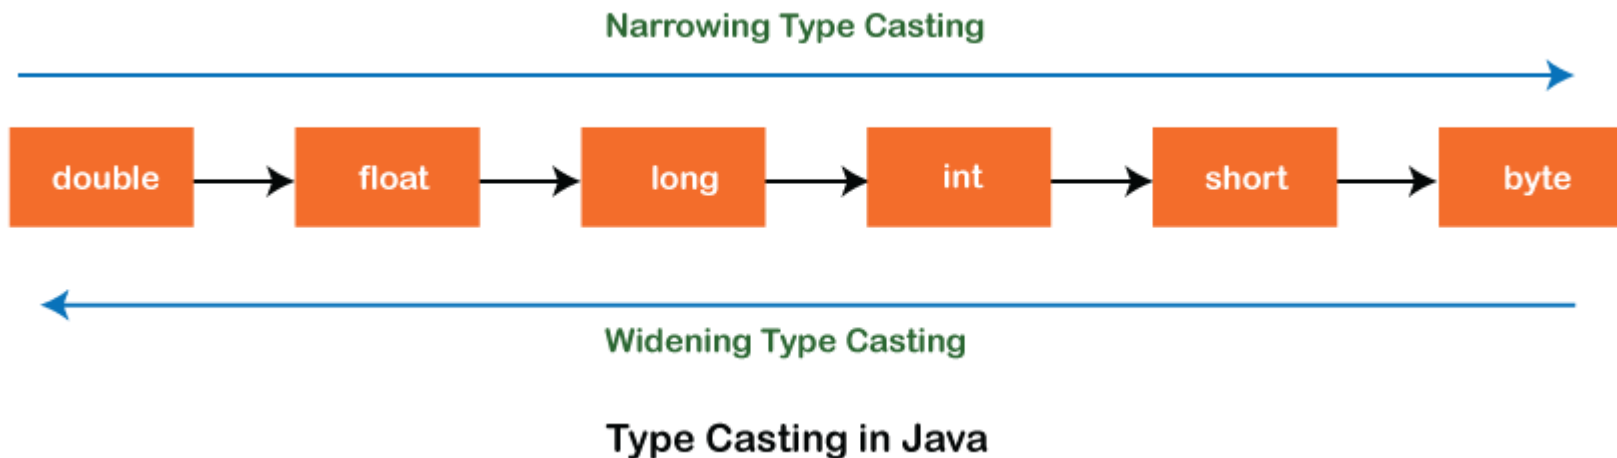 Narrowing Type Casting
double float long int short byte
Widening Type Casting
Type Casting in Java